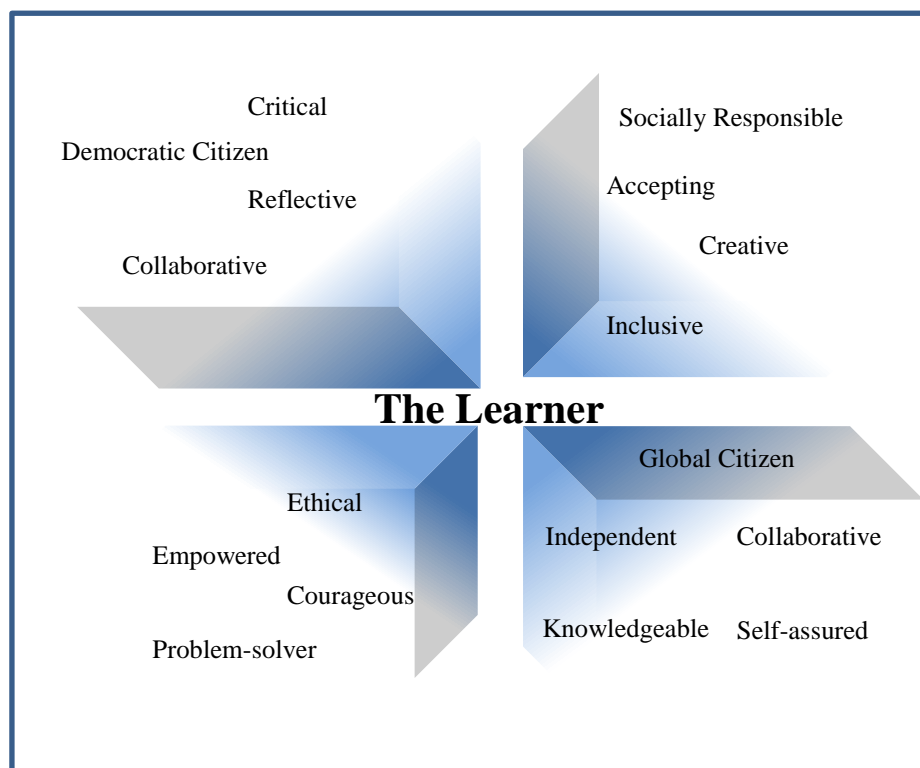 Critical
Democratic Citizen
Reflective
Collaborative
Socially Responsible
Accepting
Creative
Inclusive
The Learner
Ethical
Empowered
Courageous
Problem-solver
Global Citizen
Independent
Collaborative
Knowledgeable
Self-assured